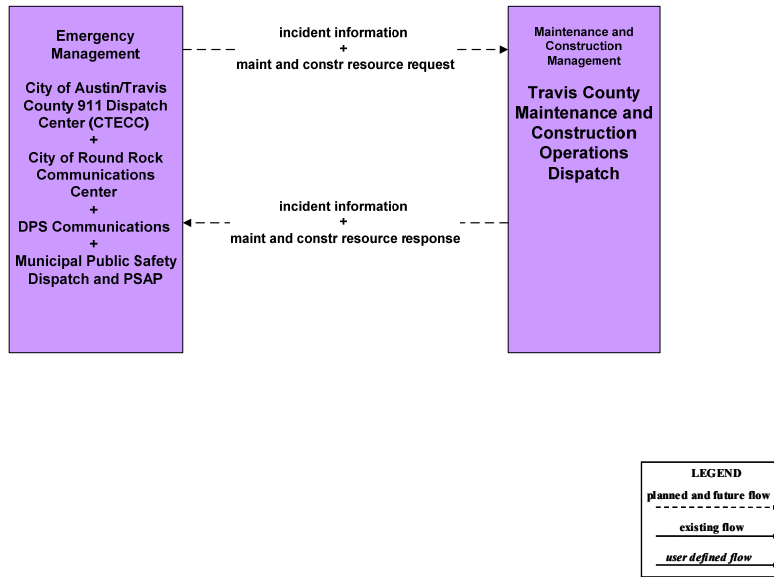 Emergency
Management
City of Austin/Travis
County 911 Dispatch
Center (CTECC)
+
City of Round Rock
Communications
Center
+
DPS Communications
+
Municipal Public Safety
Dispatch and PSAP
incident information
+
maint and constr resource request
incident information
+
maint and constr resource response
Maintenance and
Construction
Management
Travis County
Maintenance and
Construction
Operations
Dispatch
LEGEND
planned and future flow
existing flow
user defined flow